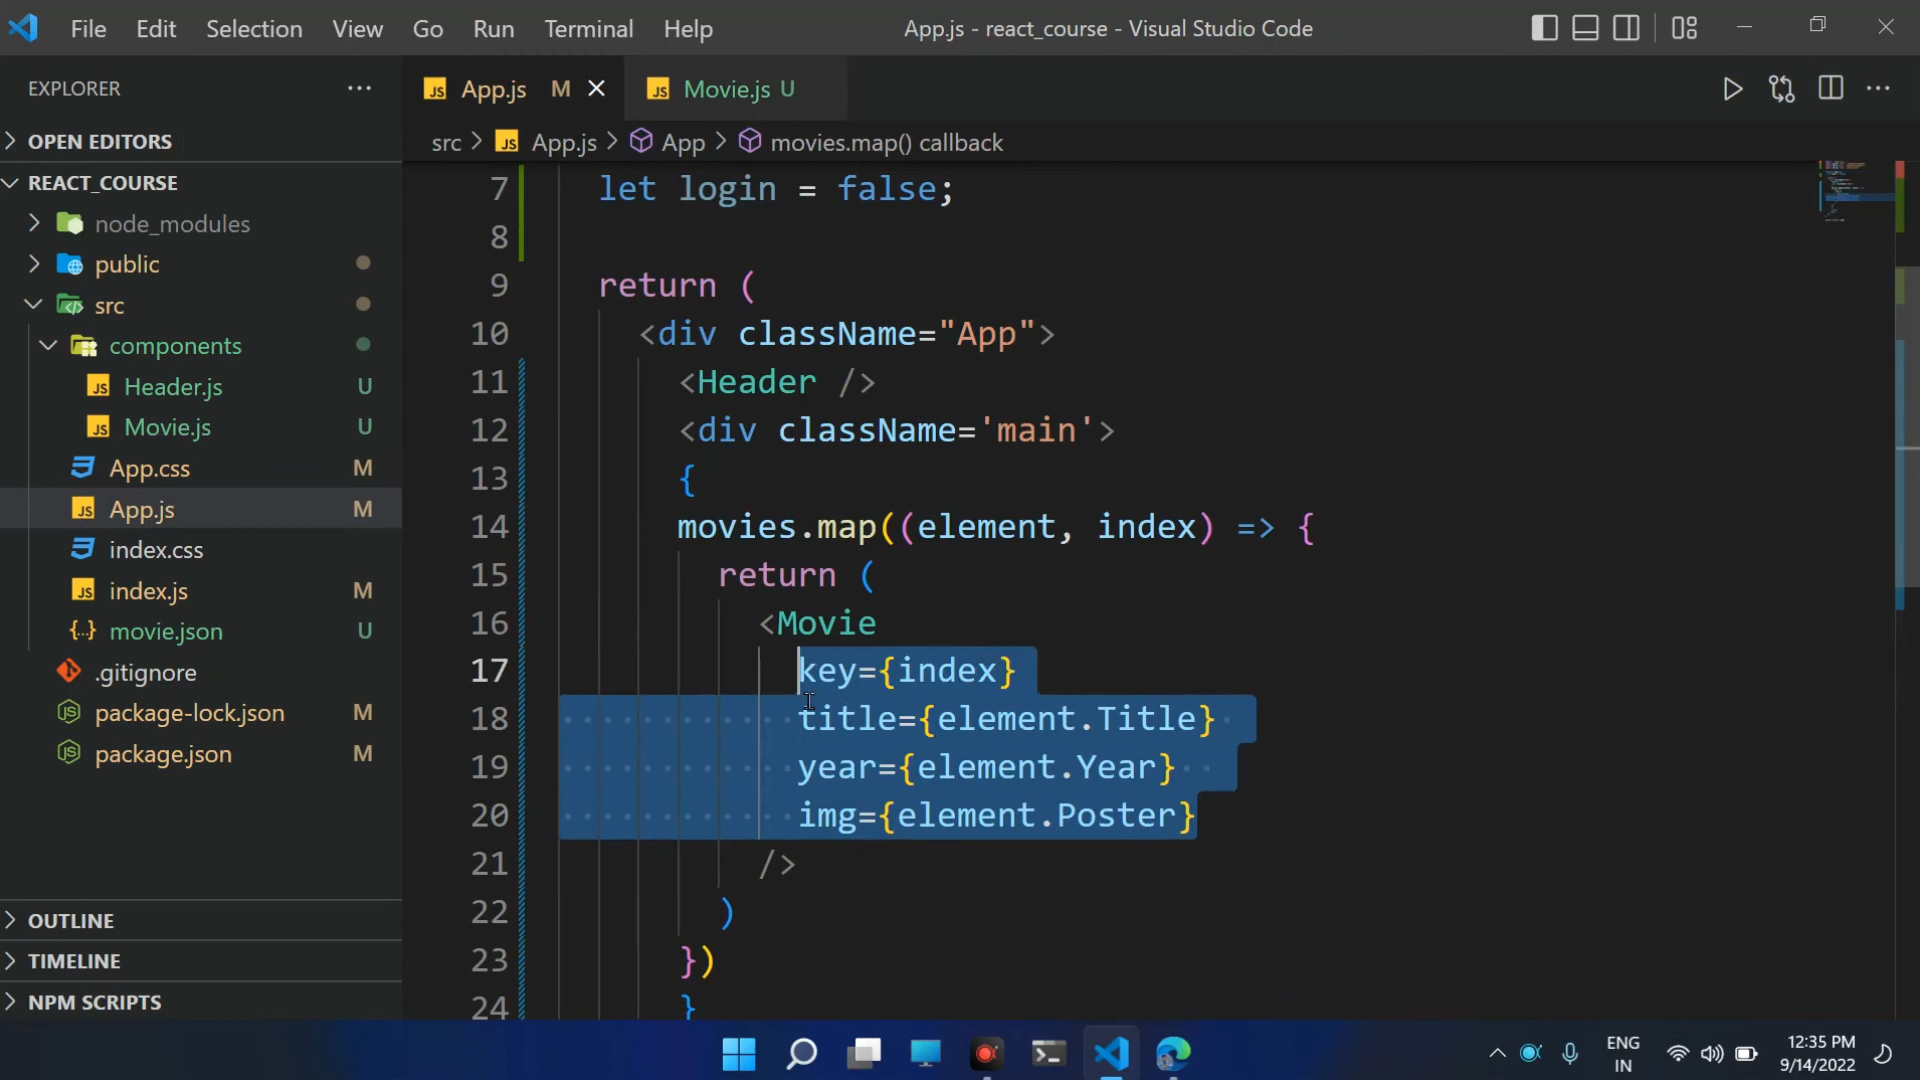 File Edit Selection View Go Run Terminal Help App.js - react_course - Visual Studio Code
EXPLORER
OPEN EDITORS
REACT_COURSE
node_modules
public
src
components
Header.js U
Movie.js U
App.css M
App.js M
index.css
index.js M
movie.json U
.gitignore
package-lock.json M
package.json M
OUTLINE
TIMELINE
NPM SCRIPTS
JS App.js M JS Movie.js U
src > JS App.js > App > movies.map() callback
7 let login = false;
8
9 return (
10 <div className="App">
11 <Header />
12 <div className='main'>
13 {
14 movies.map((element, index) => {
15 return (
16 <Movie
17 key={index}
18 title={element.Title}
19 year={element.Year}
20 img={element.Poster}
21 />
22 )
23 })
24 }
ENG
IN
12:35 PM
9/14/2022